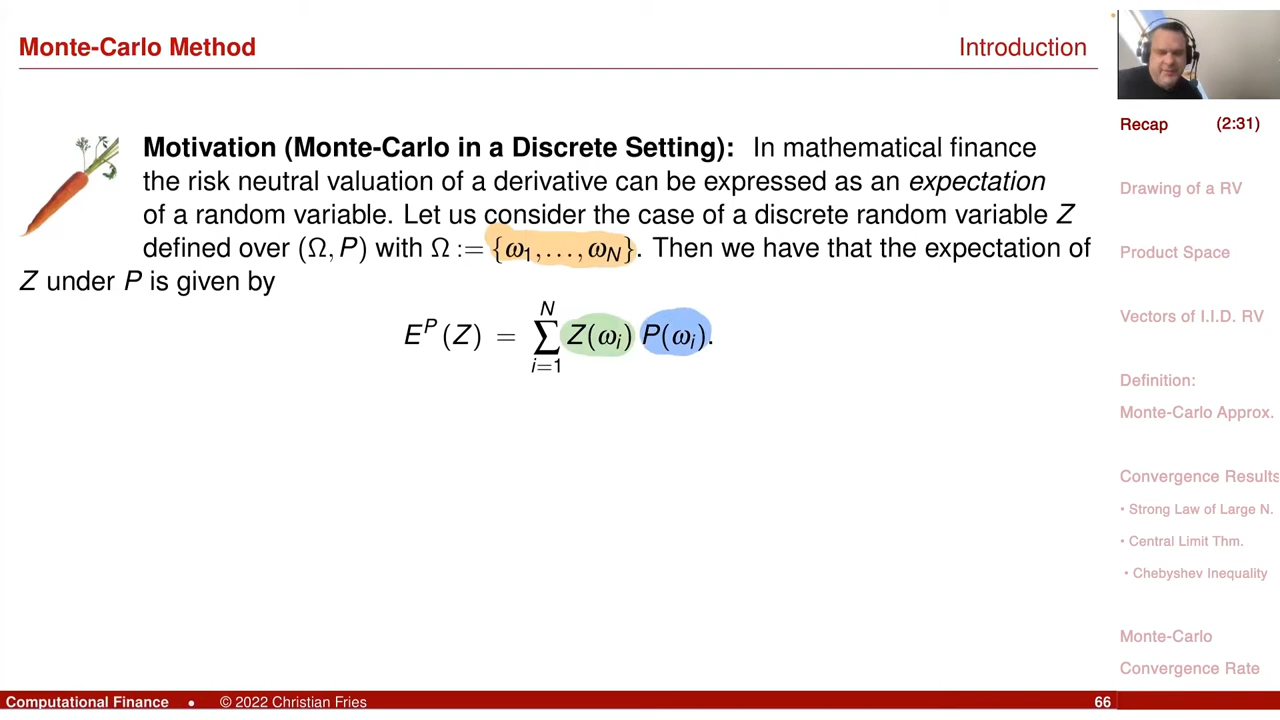 Monte-Carlo Method
Introduction
Motivation (Monte-Carlo in a Discrete Setting): In mathematical finance
the risk neutral valuation of a derivative can be expressed as an expectation
of a random variable. Let us consider the case of a discrete random variable Z
defined over (Ω, P) with Ω := {ω₁,...,ω_N}. Then we have that the expectation of
Z under P is given by
E^P(Z) = ∑_{i=1}^{N} Z(ω_i) P(ω_i).
Recap (2:31)
Drawing of a RV
Product Space
Vectors of I.I.D. RV
Definition:
Monte-Carlo Approx.
Convergence Results
• Strong Law of Large N.
• Central Limit Thm.
• Chebyshev Inequality
Monte-Carlo
Convergence Rate
Computational Finance • © 2022 Christian Fries
66